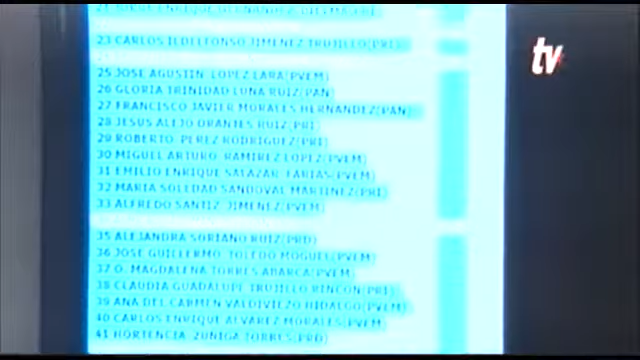 23 CARLOS ILDELFONSO JIMENEZ TRUJILLO(PRI)
25 JOSE AGUSTIN LOPEZ LARA(PVEM)
26 GLORIA TRINIDAD LUNA RUIZ(PAN)
27 FRANCISCO JAVIER MORALES HERNANDEZ(PAN)
28 JESUS ALEJO ORANTES RUIZ(PRI)
29 ROBERTO PEREZ RODRIGUEZ(PRI)
30 MIGUEL ARTURO RAMIREZ LOPEZ(PVEM)
31 EMILIO ENRIQUE SALAZAR FARIAS(PVEM)
32 MARIA SOLEDAD SANDOVAL MARTINEZ(PRI)
33 ALFREDO SANTIZ JIMENEZ(PVEM)
35 ALEJANDRA SORIANO RUIZ(PRD)
36 JOSE GUILLERMO TOLEDO MOGUEL(PVEM)
37 O. MAGDALENA TORRES ABARCA(PVEM)
38 CLAUDIA GUADALUPE TRUJILLO RINCON(PRI)
39 ANA DEL CARMEN VALDIVIEZO HIDALGO(PVEM)
40 CARLOS ENRIQUE ALVAREZ MORALES(PVEM)
41 HORTENCIA ZUÑIGA TORRES(PRD)
tv